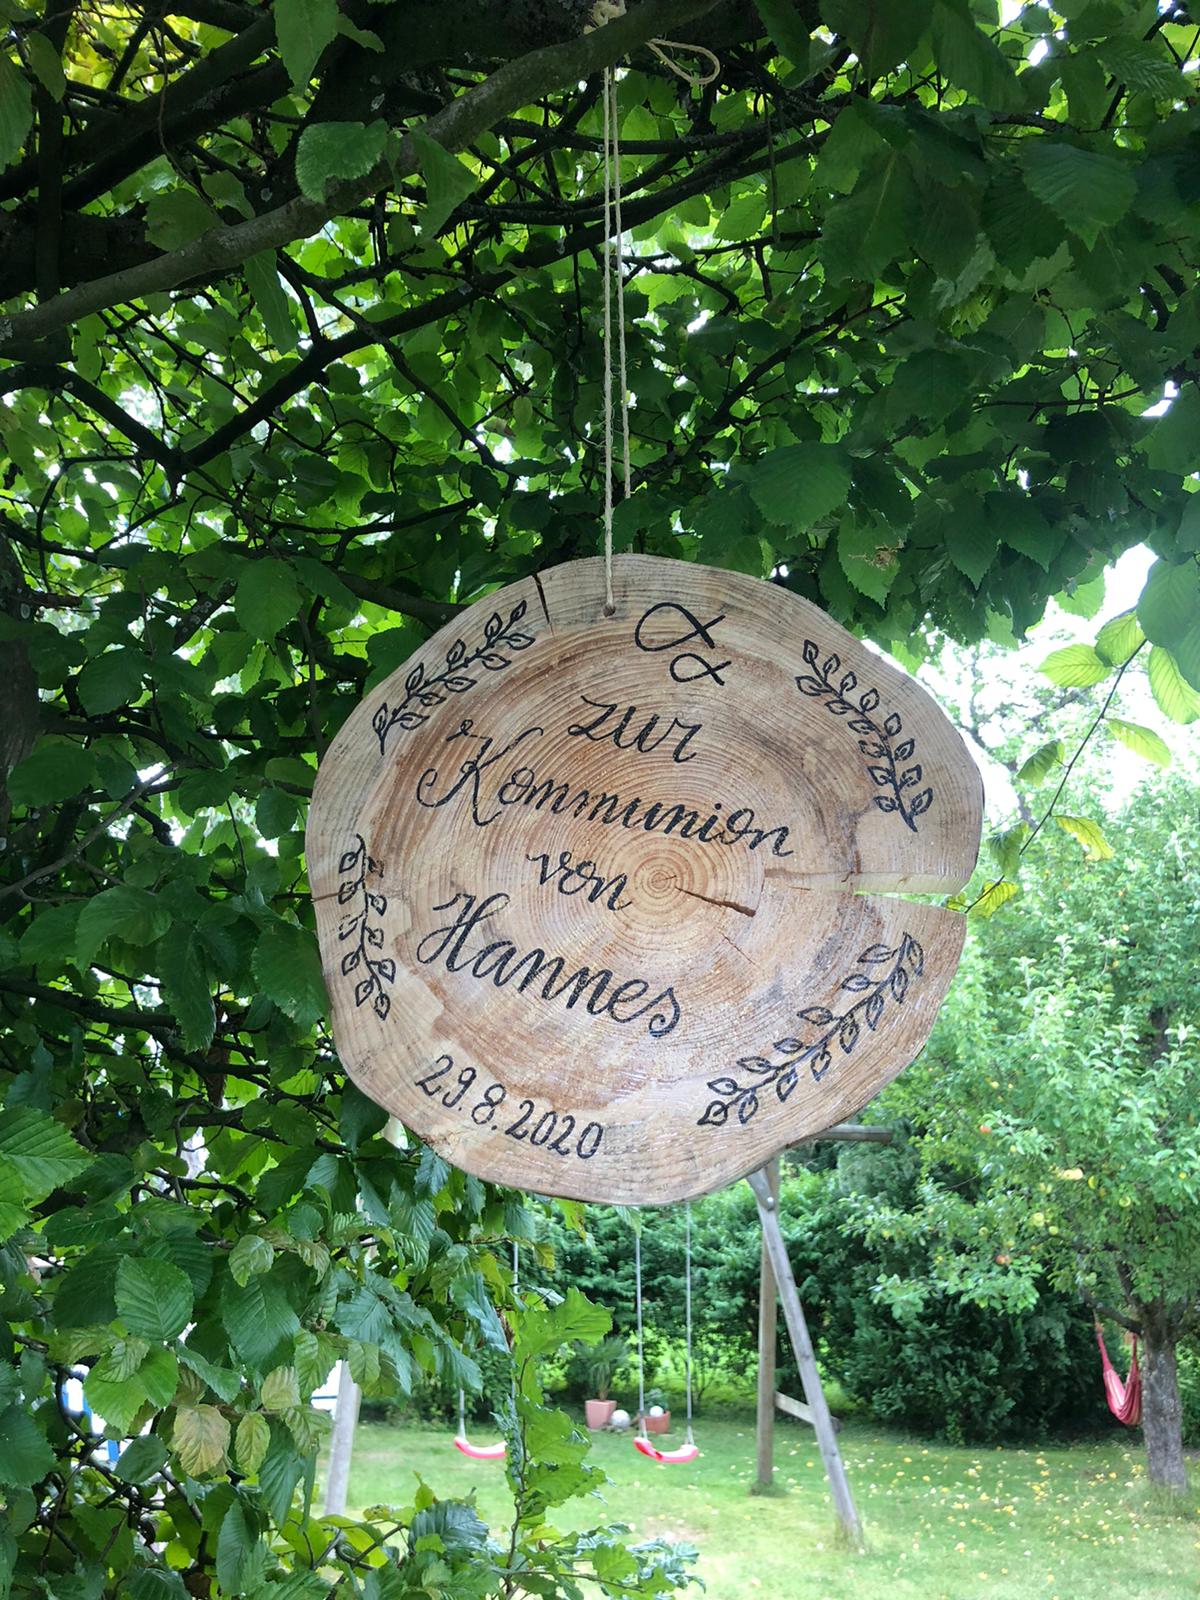 zur
Kommunion
von
Hannes
29.8.2020